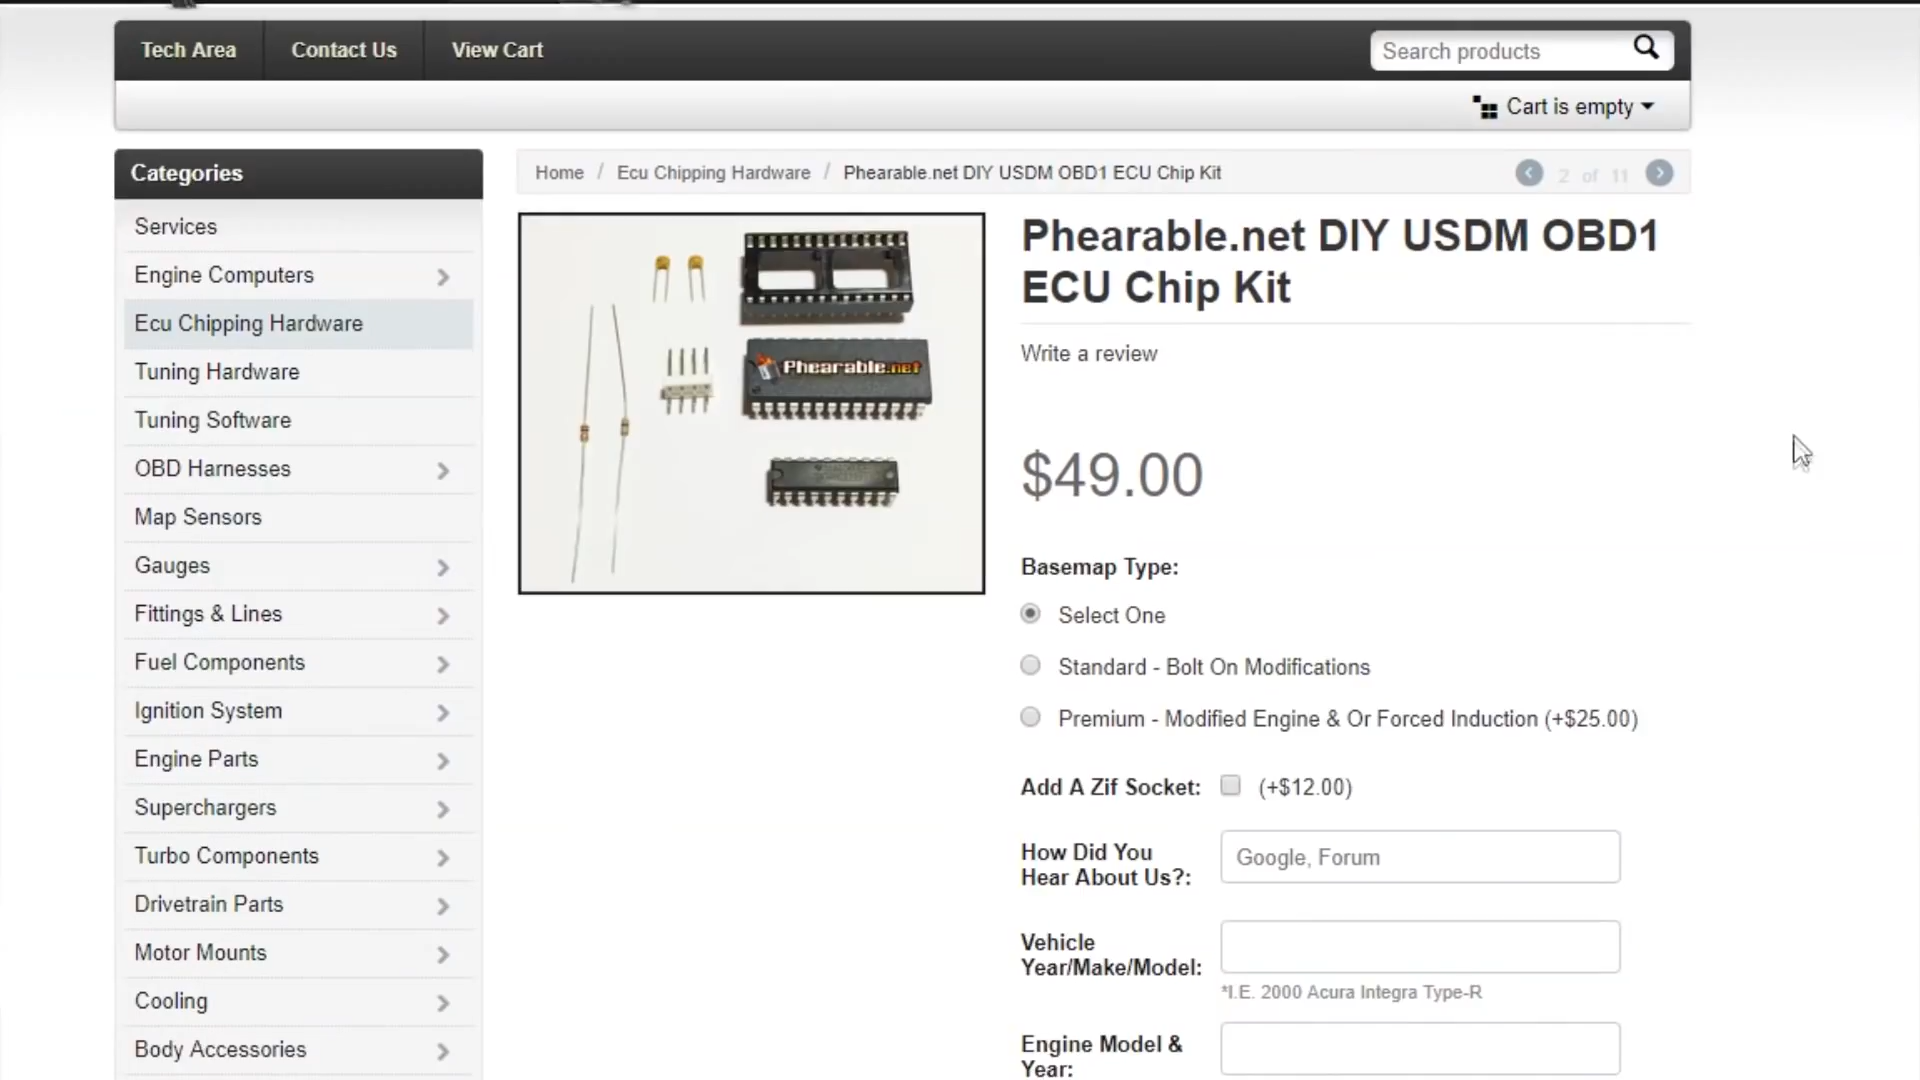 Tech Area
Contact Us
View Cart
Search products
Cart is empty
Categories
Services
Engine Computers
Ecu Chipping Hardware
Tuning Hardware
Tuning Software
OBD Harnesses
Map Sensors
Gauges
Fittings & Lines
Fuel Components
Ignition System
Engine Parts
Superchargers
Turbo Components
Drivetrain Parts
Motor Mounts
Cooling
Body Accessories
Home / Ecu Chipping Hardware / Phearable.net DIY USDM OBD1 ECU Chip Kit
2 of 11
Phearable.net
Phearable.net DIY USDM OBD1
ECU Chip Kit
Write a review
$49.00
Basemap Type:
Select One
Standard - Bolt On Modifications
Premium - Modified Engine & Or Forced Induction (+$25.00)
Add A Zif Socket: (+$12.00)
How Did You
Hear About Us?:
Google, Forum
Vehicle
Year/Make/Model:
*I.E. 2000 Acura Integra Type-R
Engine Model &
Year: